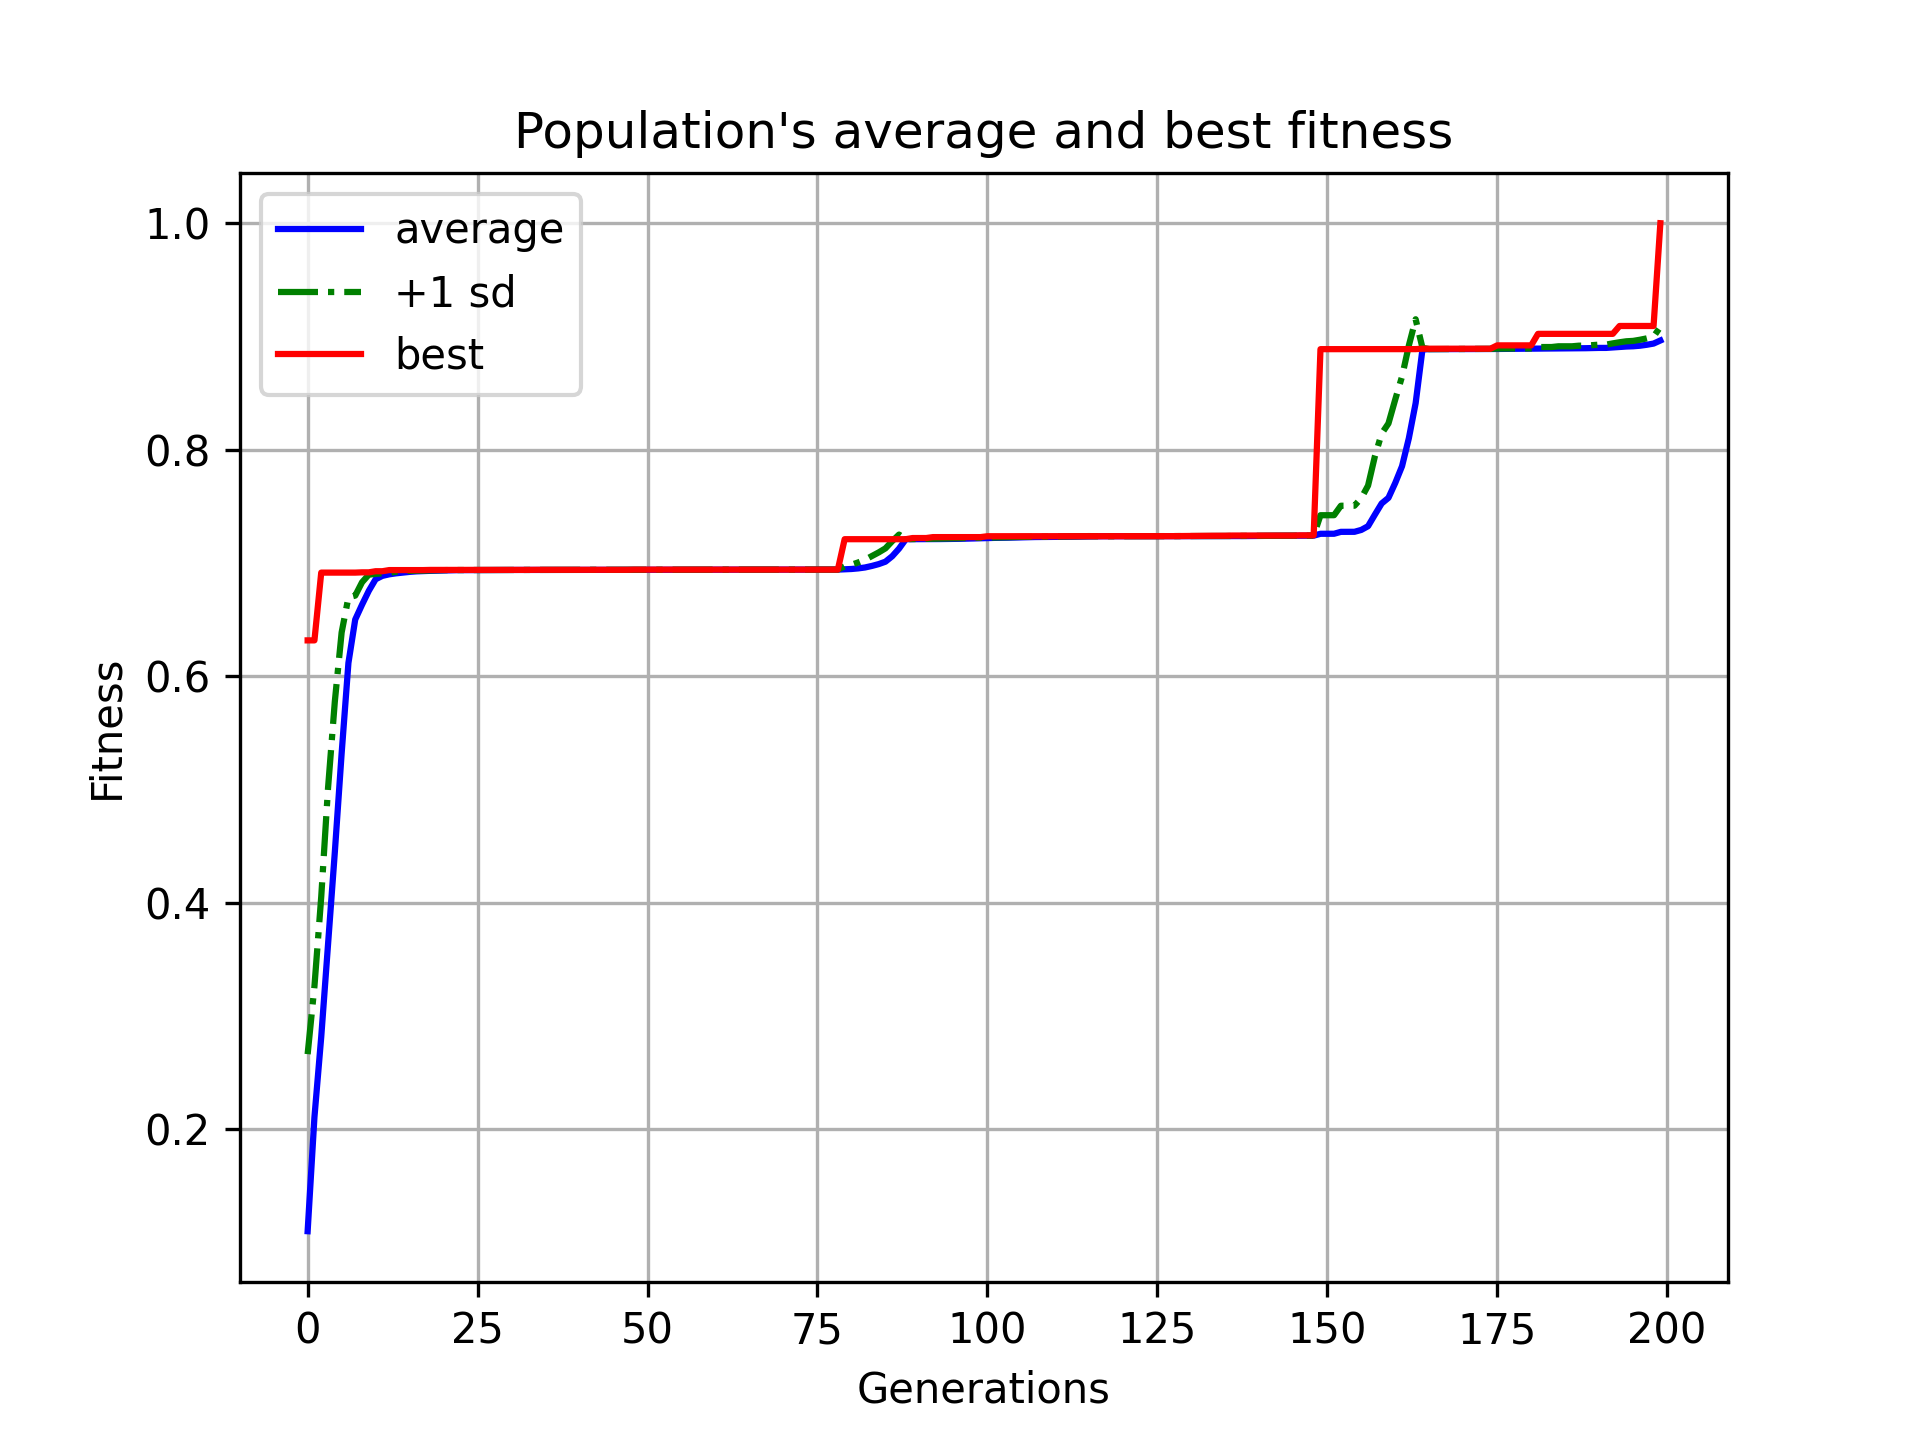 Population's average and best fitness
average
+1 sd
best
1.0
0.8
0.6
0.4
0.2
Fitness
0 25 50 75 100 125 150 175 200
Generations